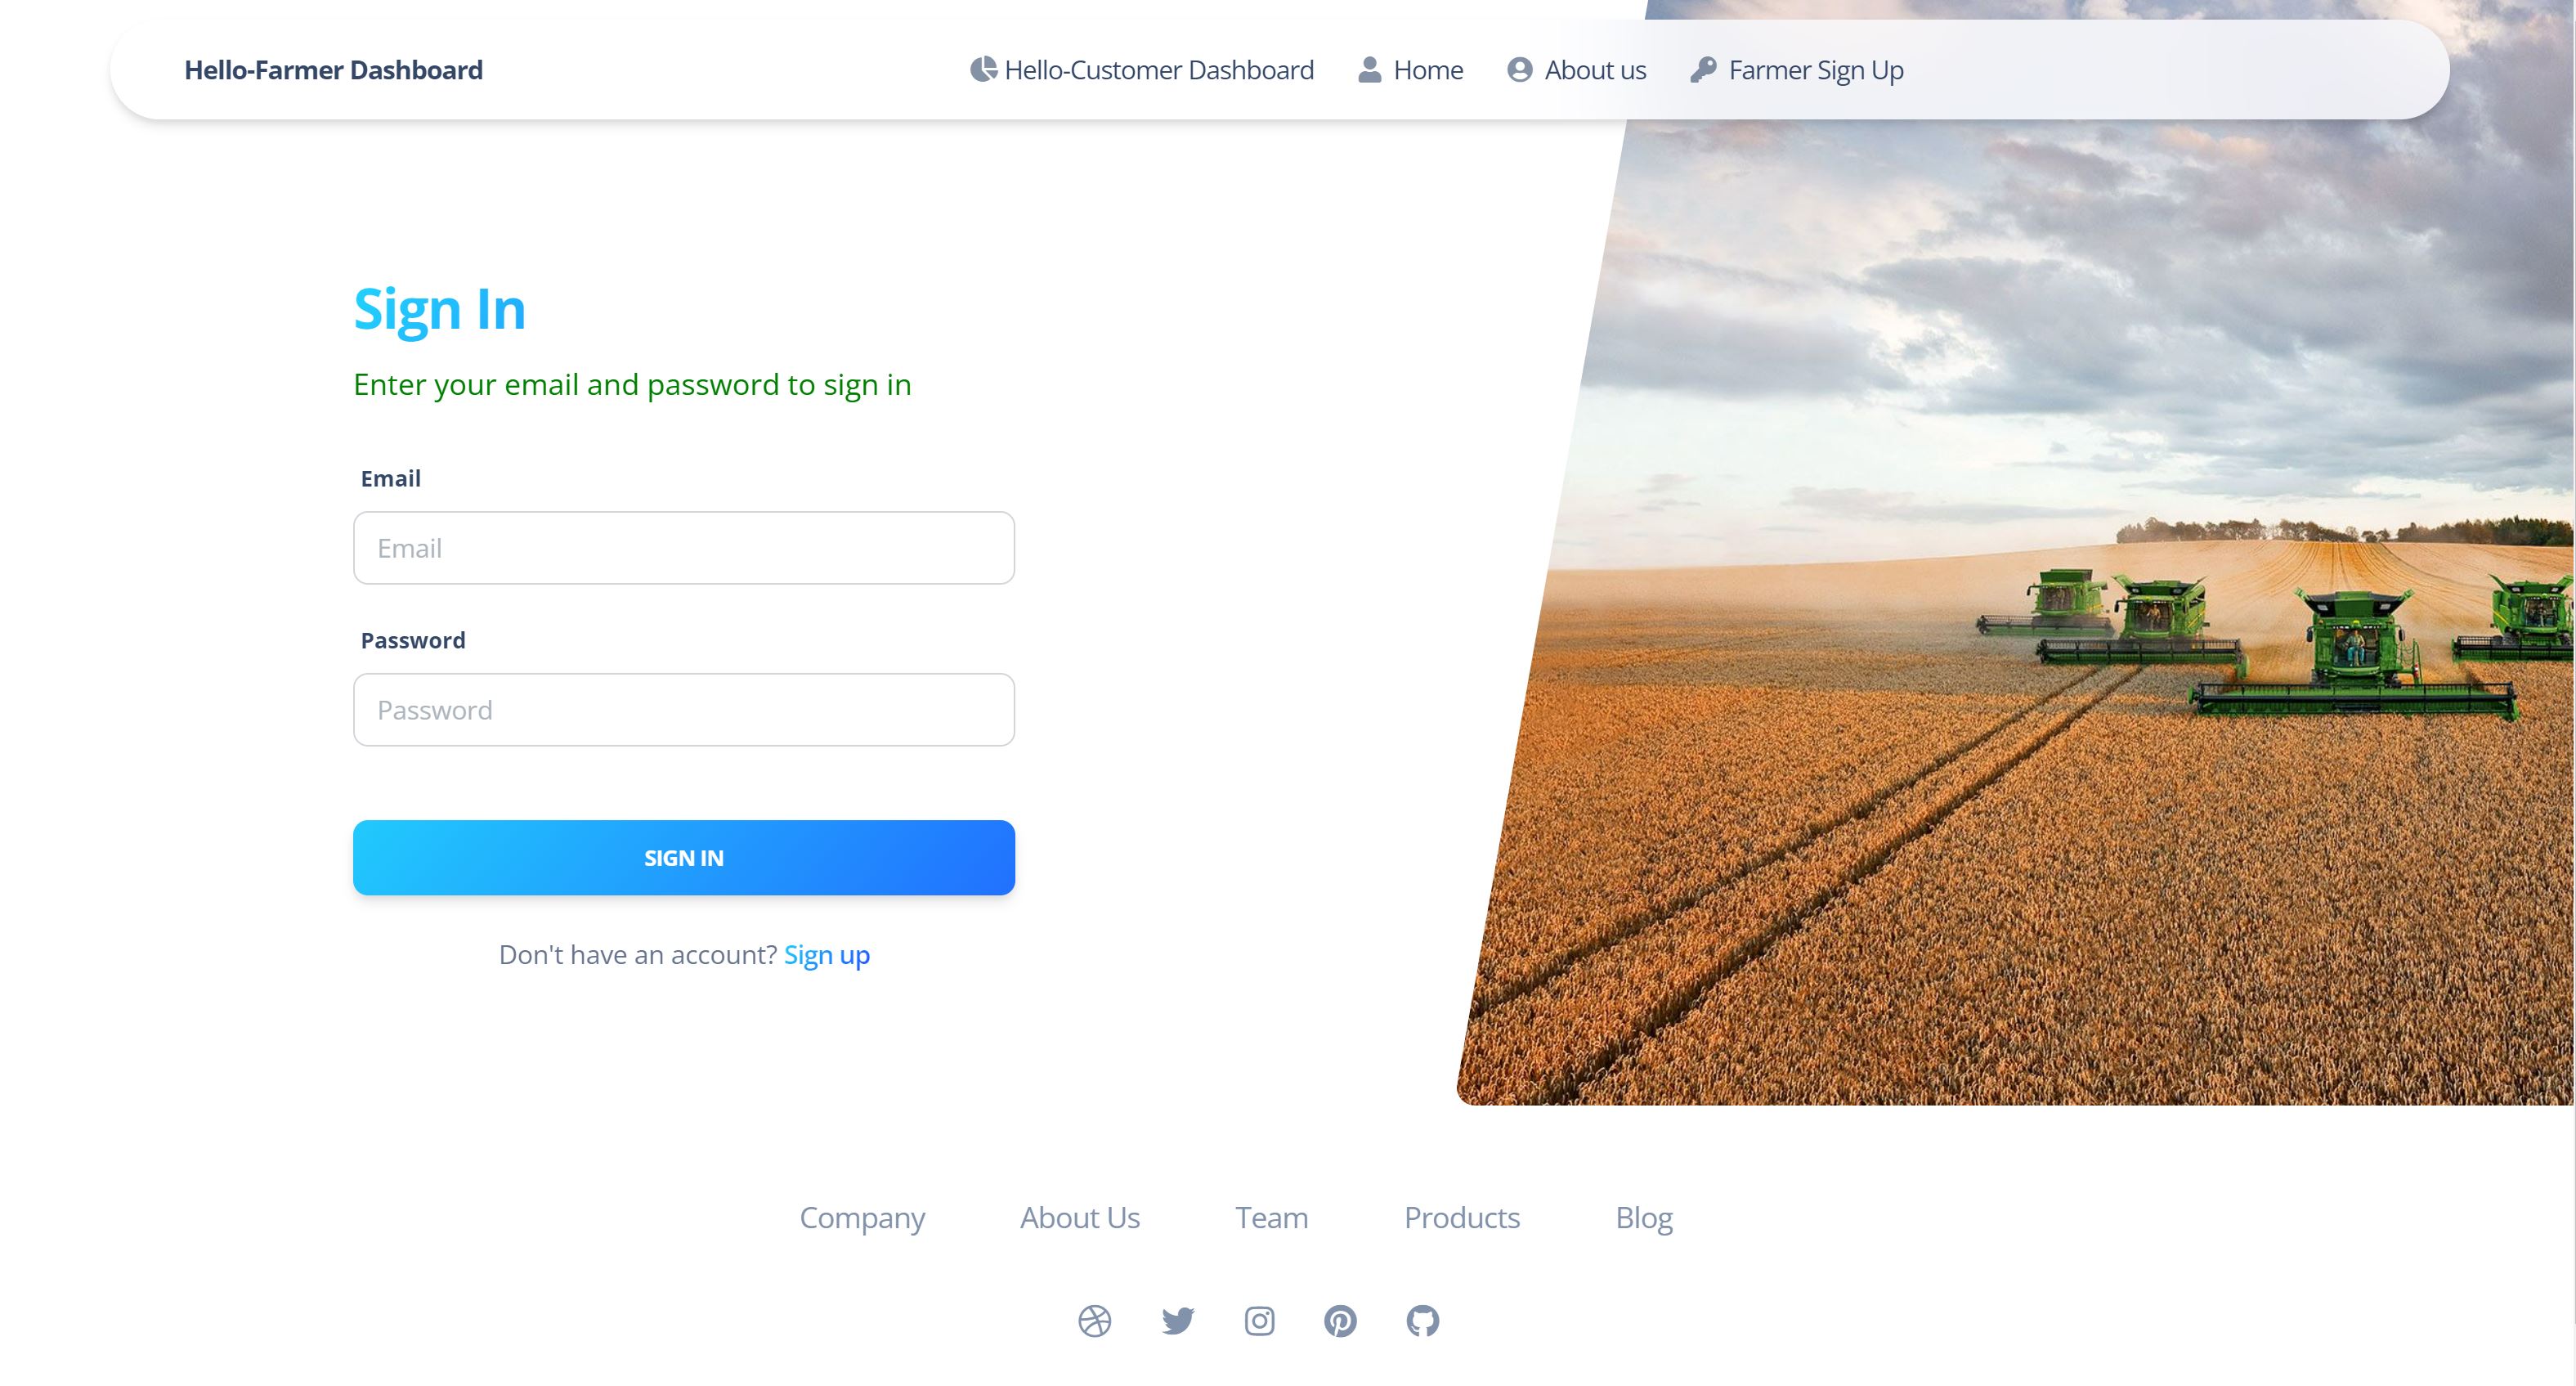 Hello-Farmer Dashboard
Hello-Customer Dashboard
Home
About us
Farmer Sign Up
Sign In
Enter your email and password to sign in
Email
Email
Password
Password
SIGN IN
Don't have an account? Sign up
Company
About Us
Team
Products
Blog